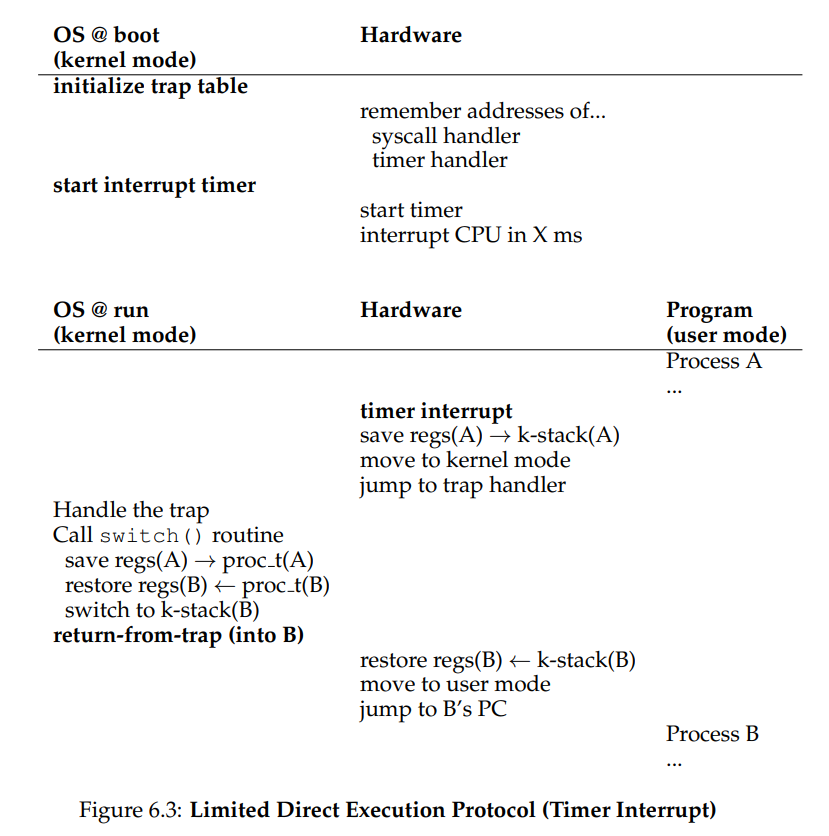 OS @ boot Hardware
(kernel mode)
initialize trap table
remember addresses of...
syscall handler
timer handler
start interrupt timer
start timer
interrupt CPU in X ms
OS @ run Hardware Program
(kernel mode) (user mode)
Process A
...
timer interrupt
save regs(A) → k-stack(A)
move to kernel mode
jump to trap handler
Handle the trap
Call switch() routine
save regs(A) → proc_t(A)
restore regs(B) ← proc_t(B)
switch to k-stack(B)
return-from-trap (into B)
restore regs(B) ← k-stack(B)
move to user mode
jump to B's PC
Process B
...
Figure 6.3: Limited Direct Execution Protocol (Timer Interrupt)